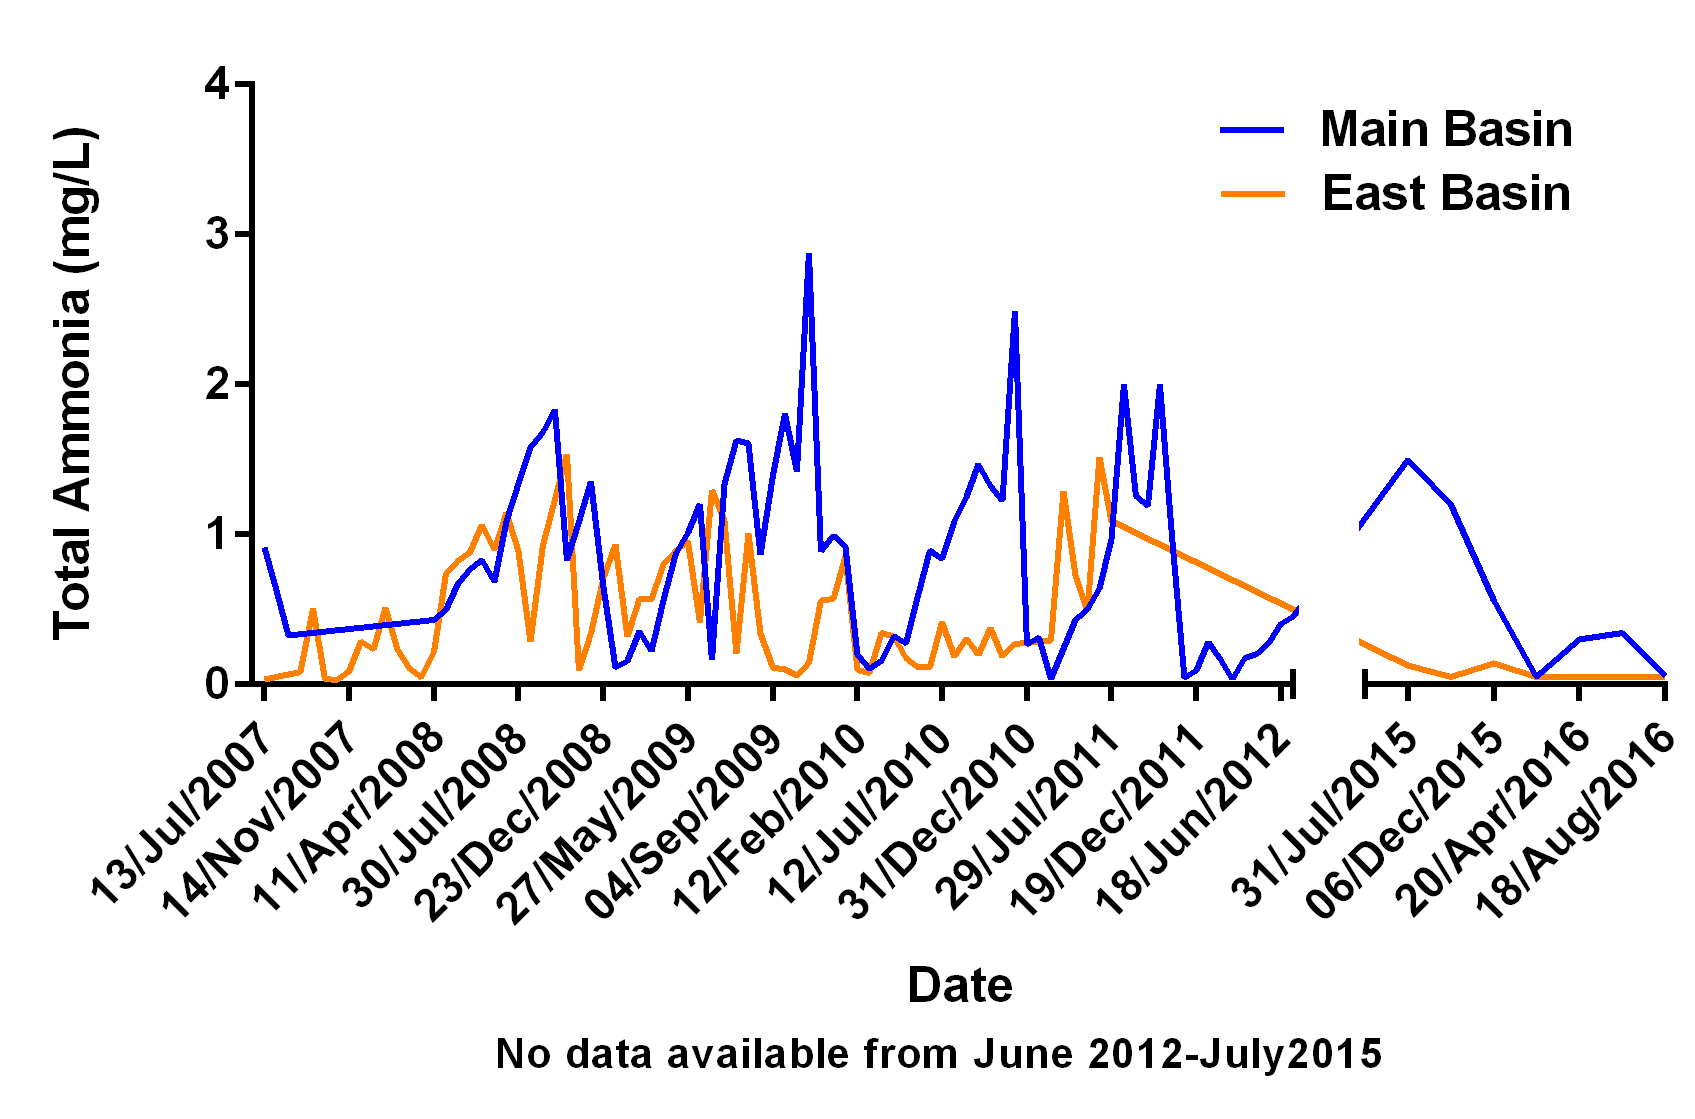 4
3
2
1
0
Total Ammonia (mg/L)
Main Basin
East Basin
13/Jul/2007
14/Nov/2007
11/Apr/2008
30/Jul/2008
23/Dec/2008
27/May/2009
04/Sep/2009
12/Feb/2010
12/Jul/2010
31/Dec/2010
29/Jul/2011
19/Dec/2011
18/Jun/2012
31/Jul/2015
06/Dec/2015
20/Apr/2016
18/Aug/2016
Date
No data available from June 2012-July2015